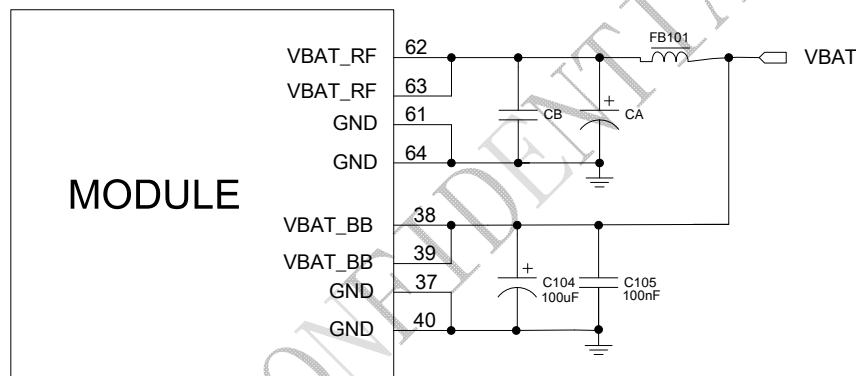 FB101
VBAT
VBAT_RF 62
VBAT_RF 63
GND 61
GND 64
CB
+
CA
MODULE
VBAT_BB 38
VBAT_BB 39
GND 37
GND 40
+
C104
100uF
C105
100nF
ONFIDENTIA